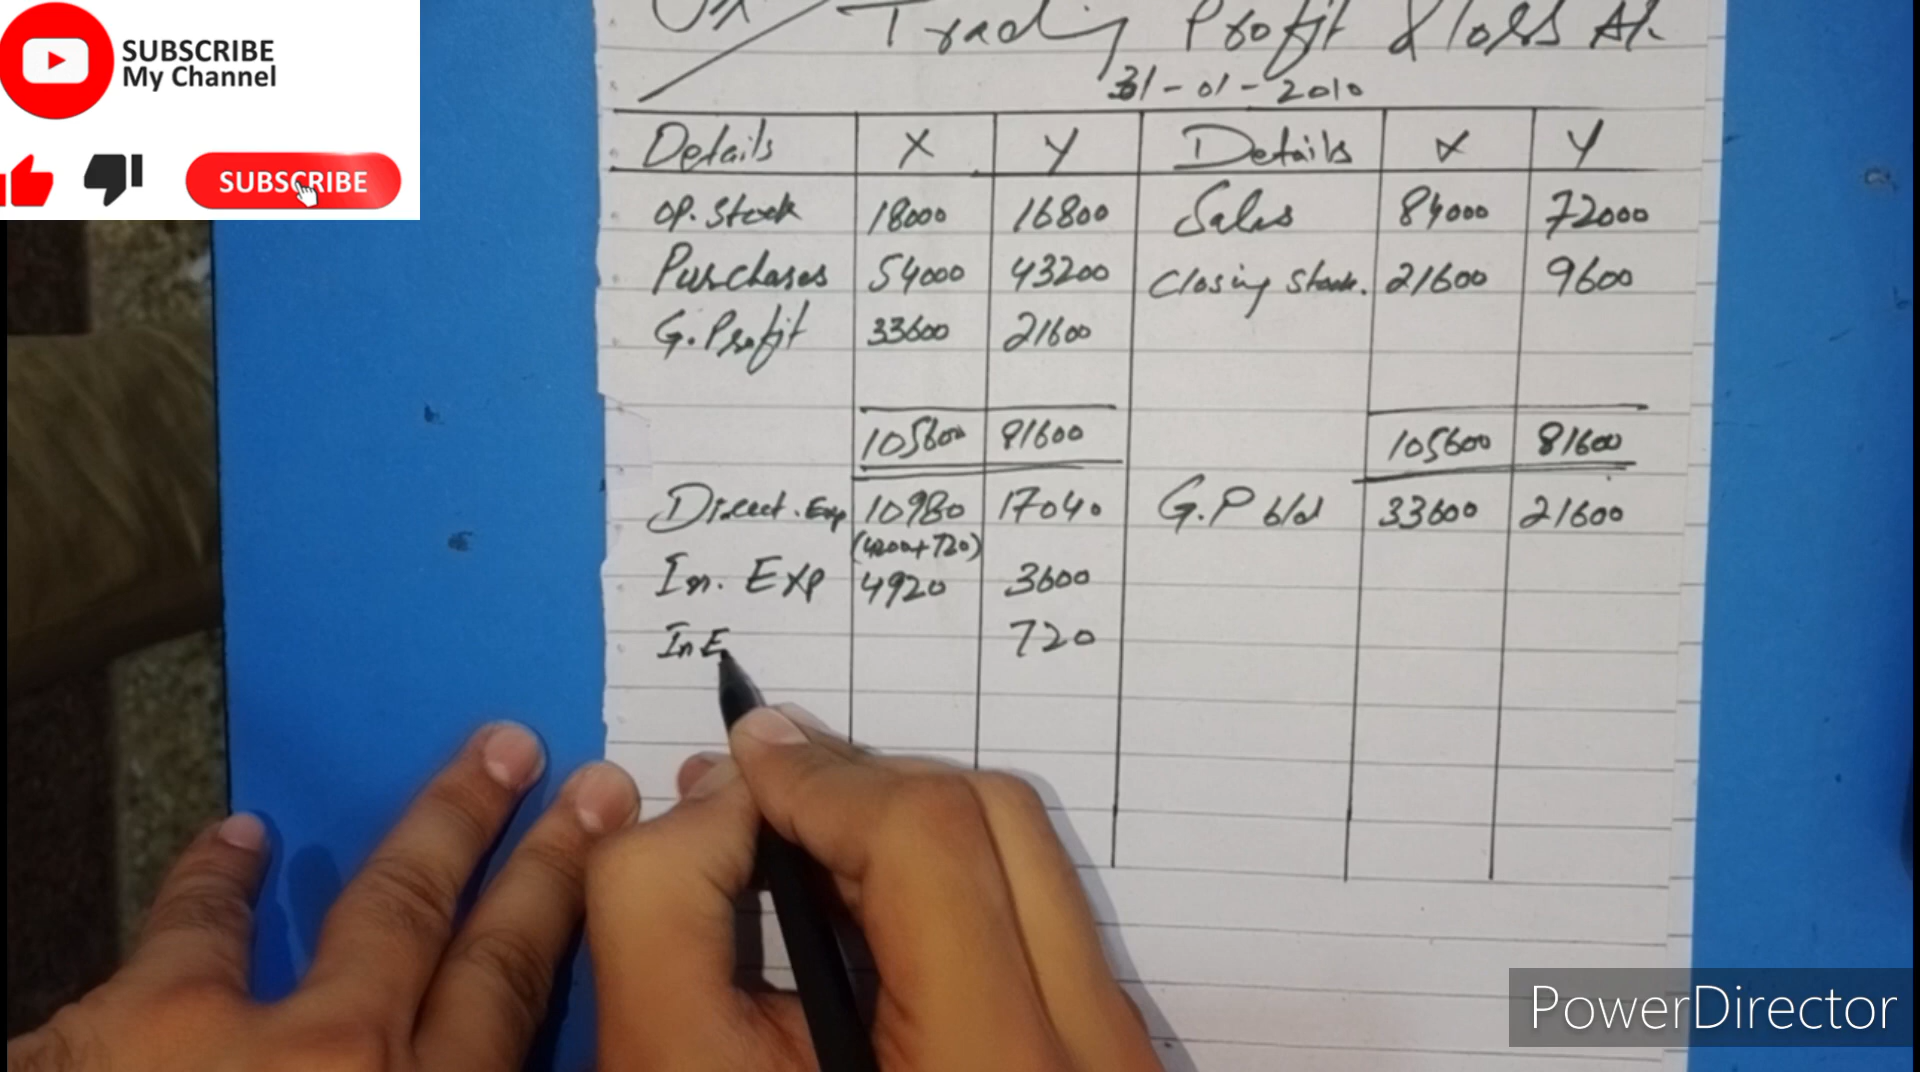 SUBSCRIBE
My Channel
SUBSCRIBE
Trading Profit & loss A/c
31-01-2010
Details X Y Details X Y
OP. Stock 18000 16800 Sales 84000 72000
Purchases 54000 43200 Closing Stock. 21600 9600
G. Profit 33600 21600
105600 81600 105600 81600
Direct. Exp 10980 17040 G.P b/d 33600 21600
(4200+720)
In. Exp 4920 3600
In E 720
PowerDirector